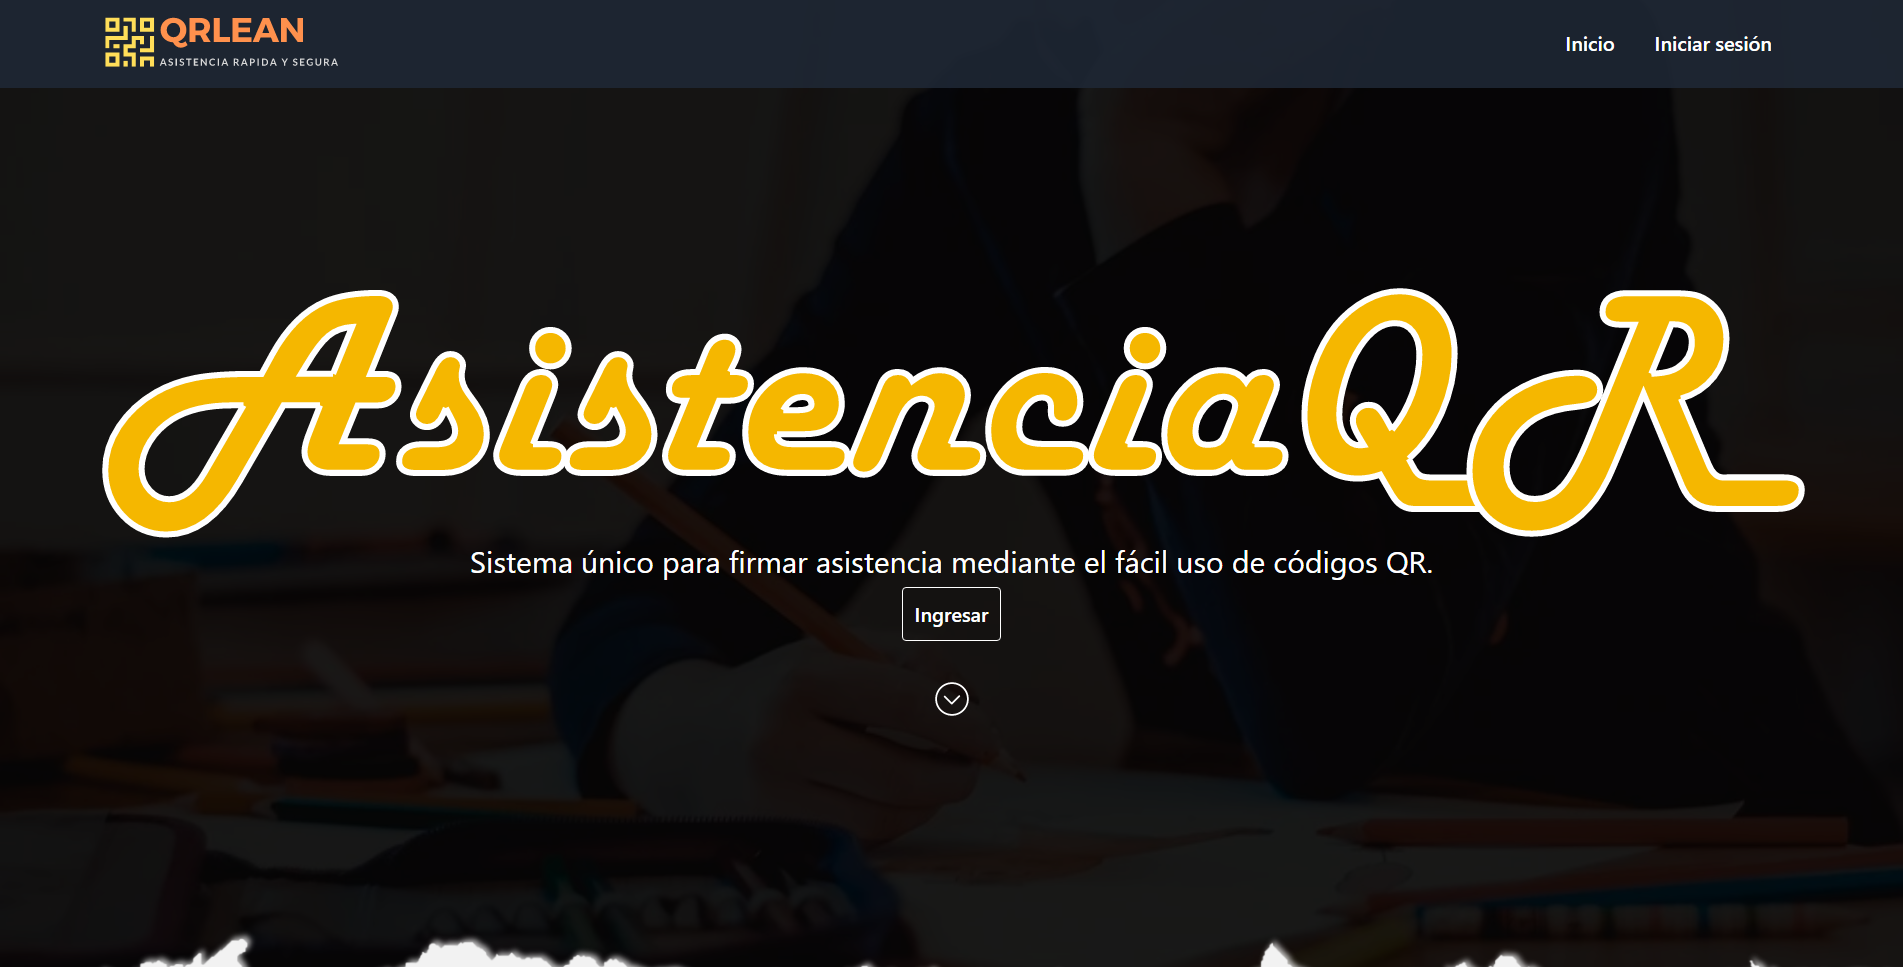 QRLEAN
ASISTENCIA RAPIDA Y SEGURA
Inicio
Iniciar sesión
AsistenciaQR
Sistema único para firmar asistencia mediante el fácil uso de códigos QR.
Ingresar